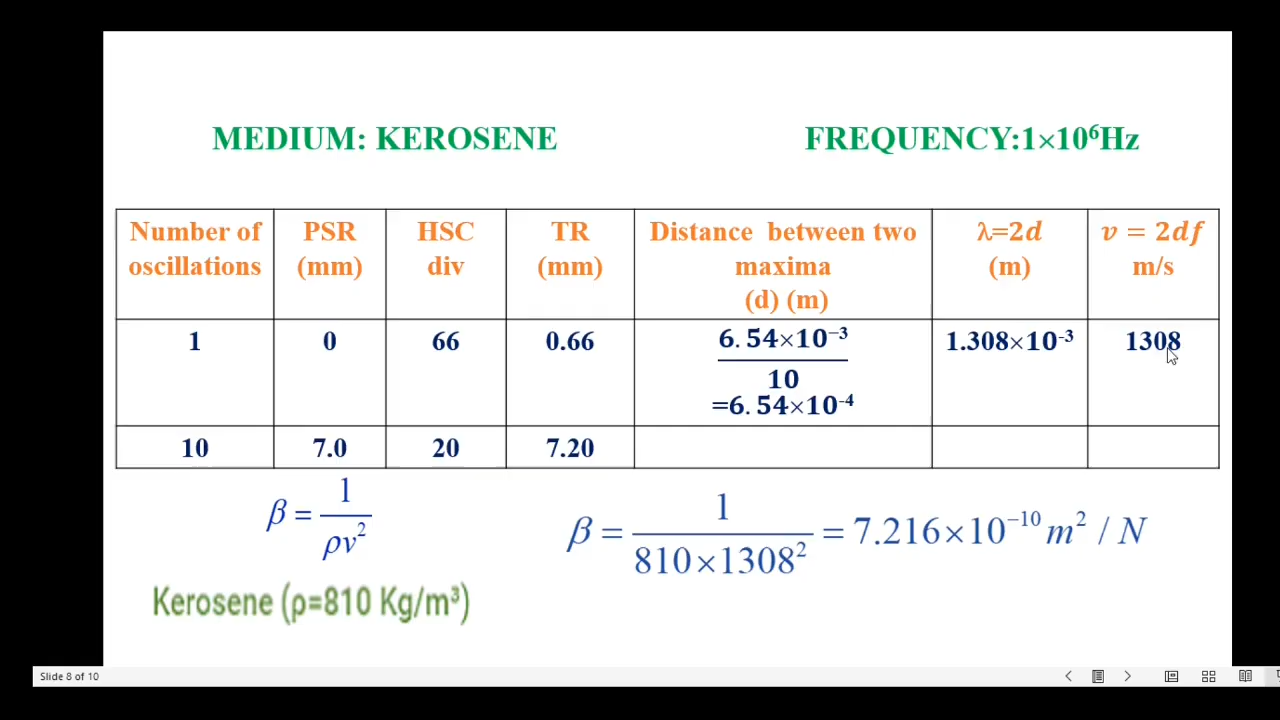 MEDIUM: KEROSENE
FREQUENCY:1×10⁶Hz
Number of oscillations
PSR (mm)
HSC div
TR (mm)
Distance between two maxima (d) (m)
λ=2d (m)
v = 2df m/s
1
0
66
0.66
6.54×10⁻³
10
=6.54×10⁻⁴
1.308×10⁻³
1308
10
7.0
20
7.20
β = 1/ρv²
β = 1/810×1308² = 7.216×10⁻¹⁰ m² / N
Kerosene (ρ=810 Kg/m³)
Slide 8 of 10